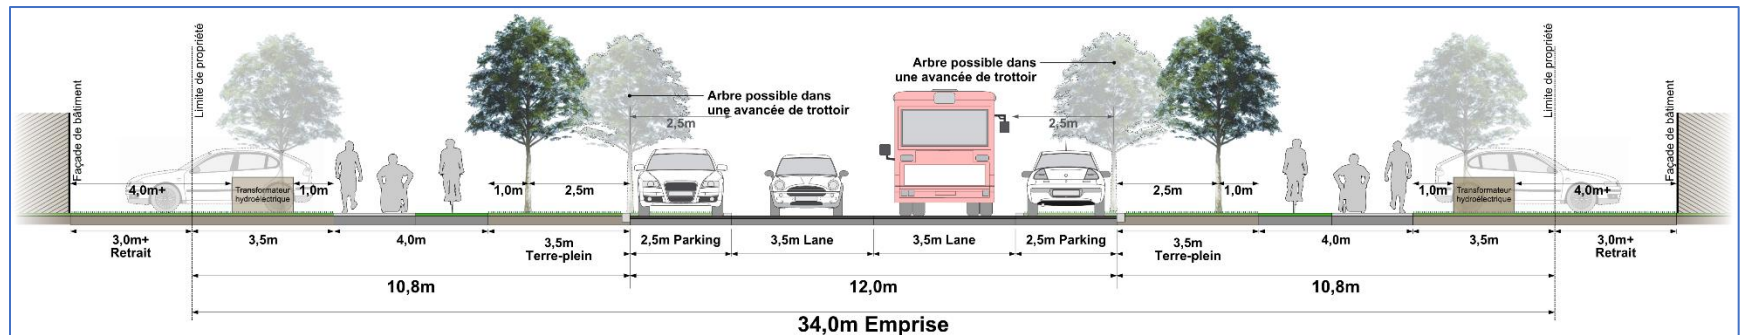 Façade de bâtiment
Limite de propriété
4,0m+
Transformateur
hydroélectrique
1,0m
1,0m
2,5m
Arbre possible dans
une avancée de trottoir
2,5m
Arbre possible dans
une avancée de trottoir
2,5m
2,5m
1,0m
1,0m
Transformateur
hydroélectrique
4,0m+
Limite de propriété
Façade de bâtiment
3,0m+
Retrait
3,5m
4,0m
3,5m
Terre-plein
2,5m Parking
3,5m Lane
3,5m Lane
2,5m Parking
3,5m
Terre-plein
4,0m
3,5m
3,0m+
Retrait
10,8m
12,0m
10,8m
34,0m Emprise